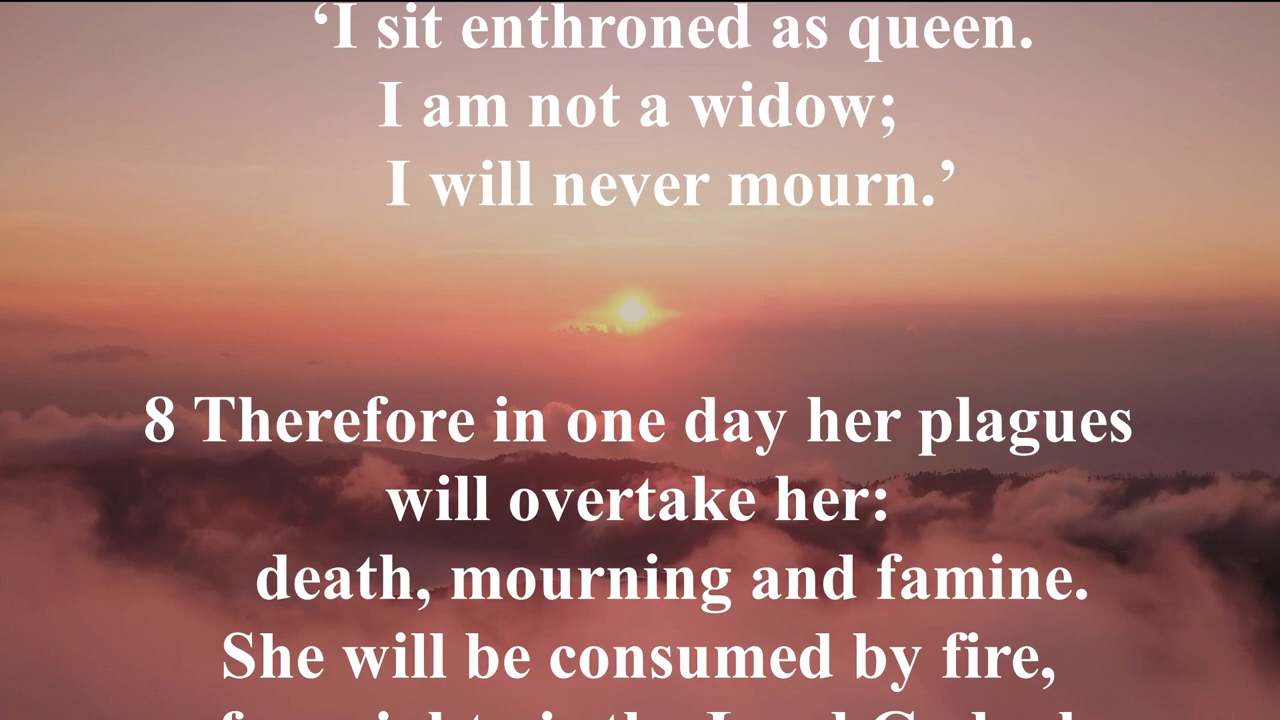 ‘I sit enthroned as queen.
I am not a widow;
I will never mourn.’
8 Therefore in one day her plagues
will overtake her:
death, mourning and famine.
She will be consumed by fire,